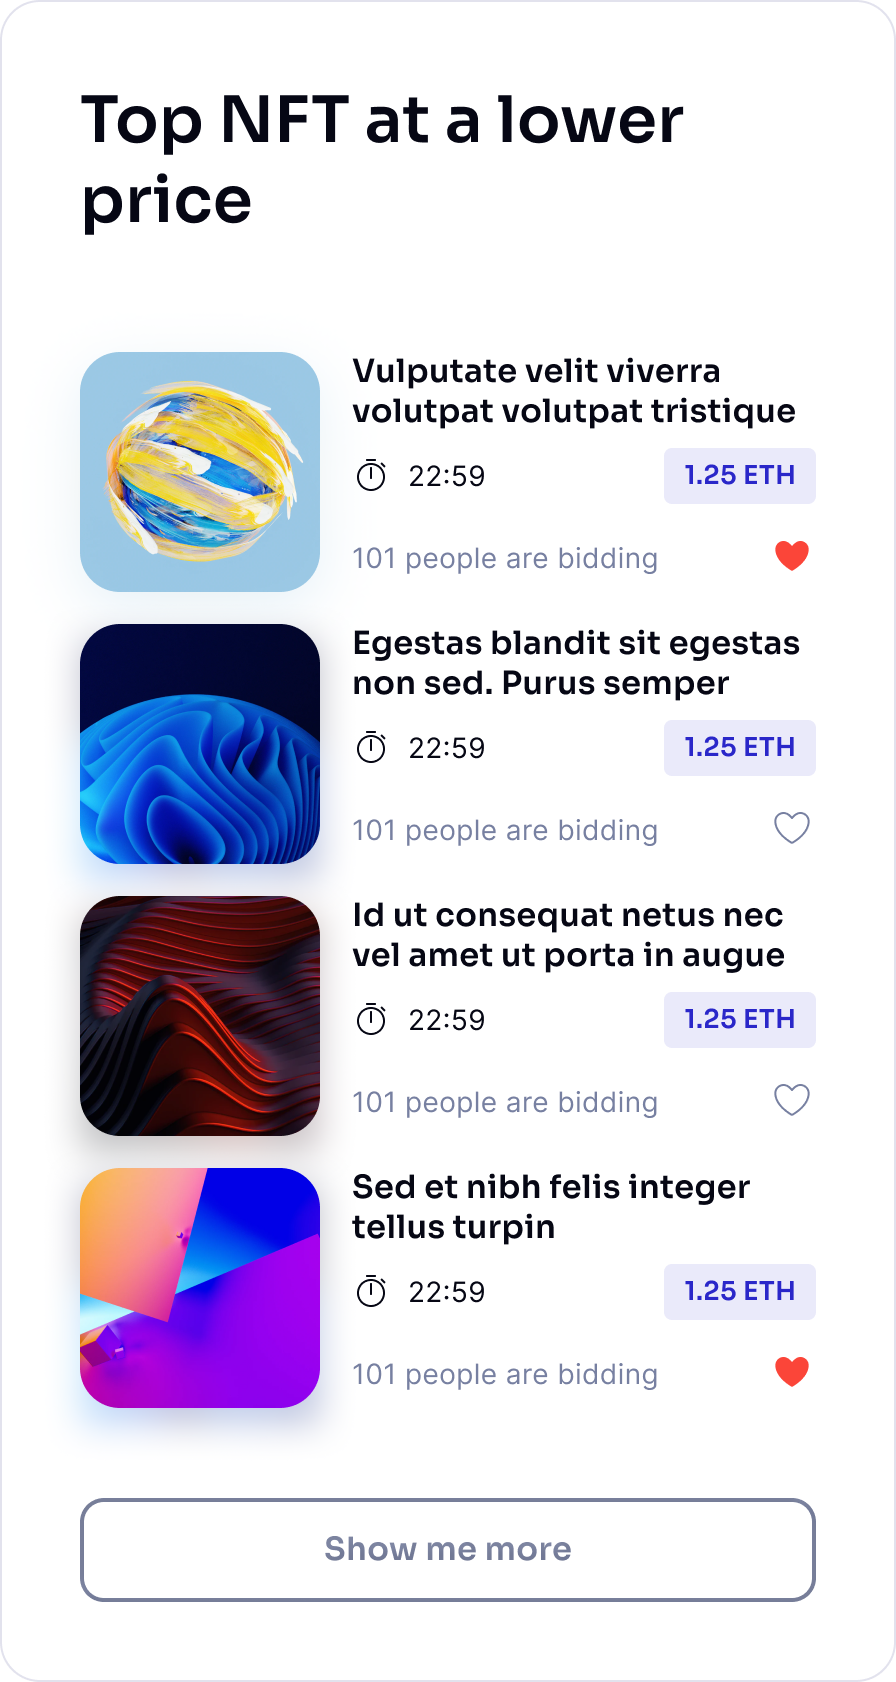 Top NFT at a lower
price
Vulputate velit viverra
volutpat volutpat tristique
22:59
1.25 ETH
101 people are bidding
Egestas blandit sit egestas
non sed. Purus semper
22:59
1.25 ETH
101 people are bidding
Id ut consequat netus nec
vel amet ut porta in augue
22:59
1.25 ETH
101 people are bidding
Sed et nibh felis integer
tellus turpin
22:59
1.25 ETH
101 people are bidding
Show me more